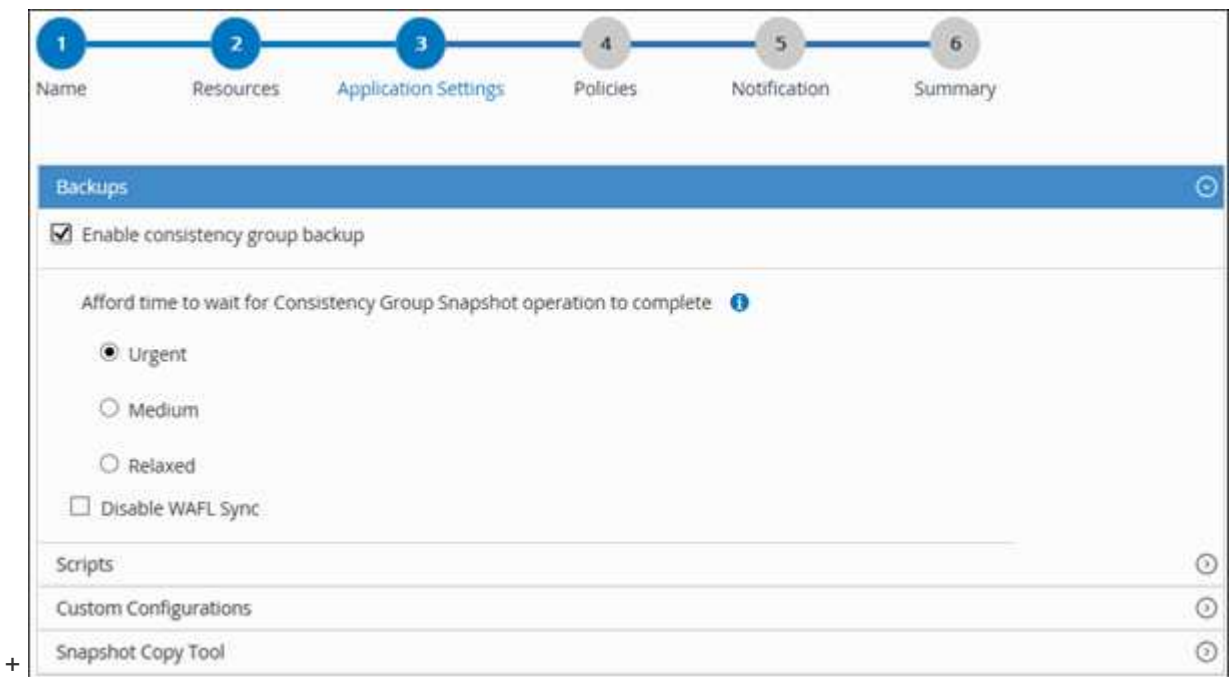 1 2 3 4 5 6
Name Resources Application Settings Policies Notification Summary
Backups
Enable consistency group backup
Afford time to wait for Consistency Group Snapshot operation to complete
Urgent
Medium
Relaxed
Disable WAFL Sync
Scripts
Custom Configurations
Snapshot Copy Tool
+